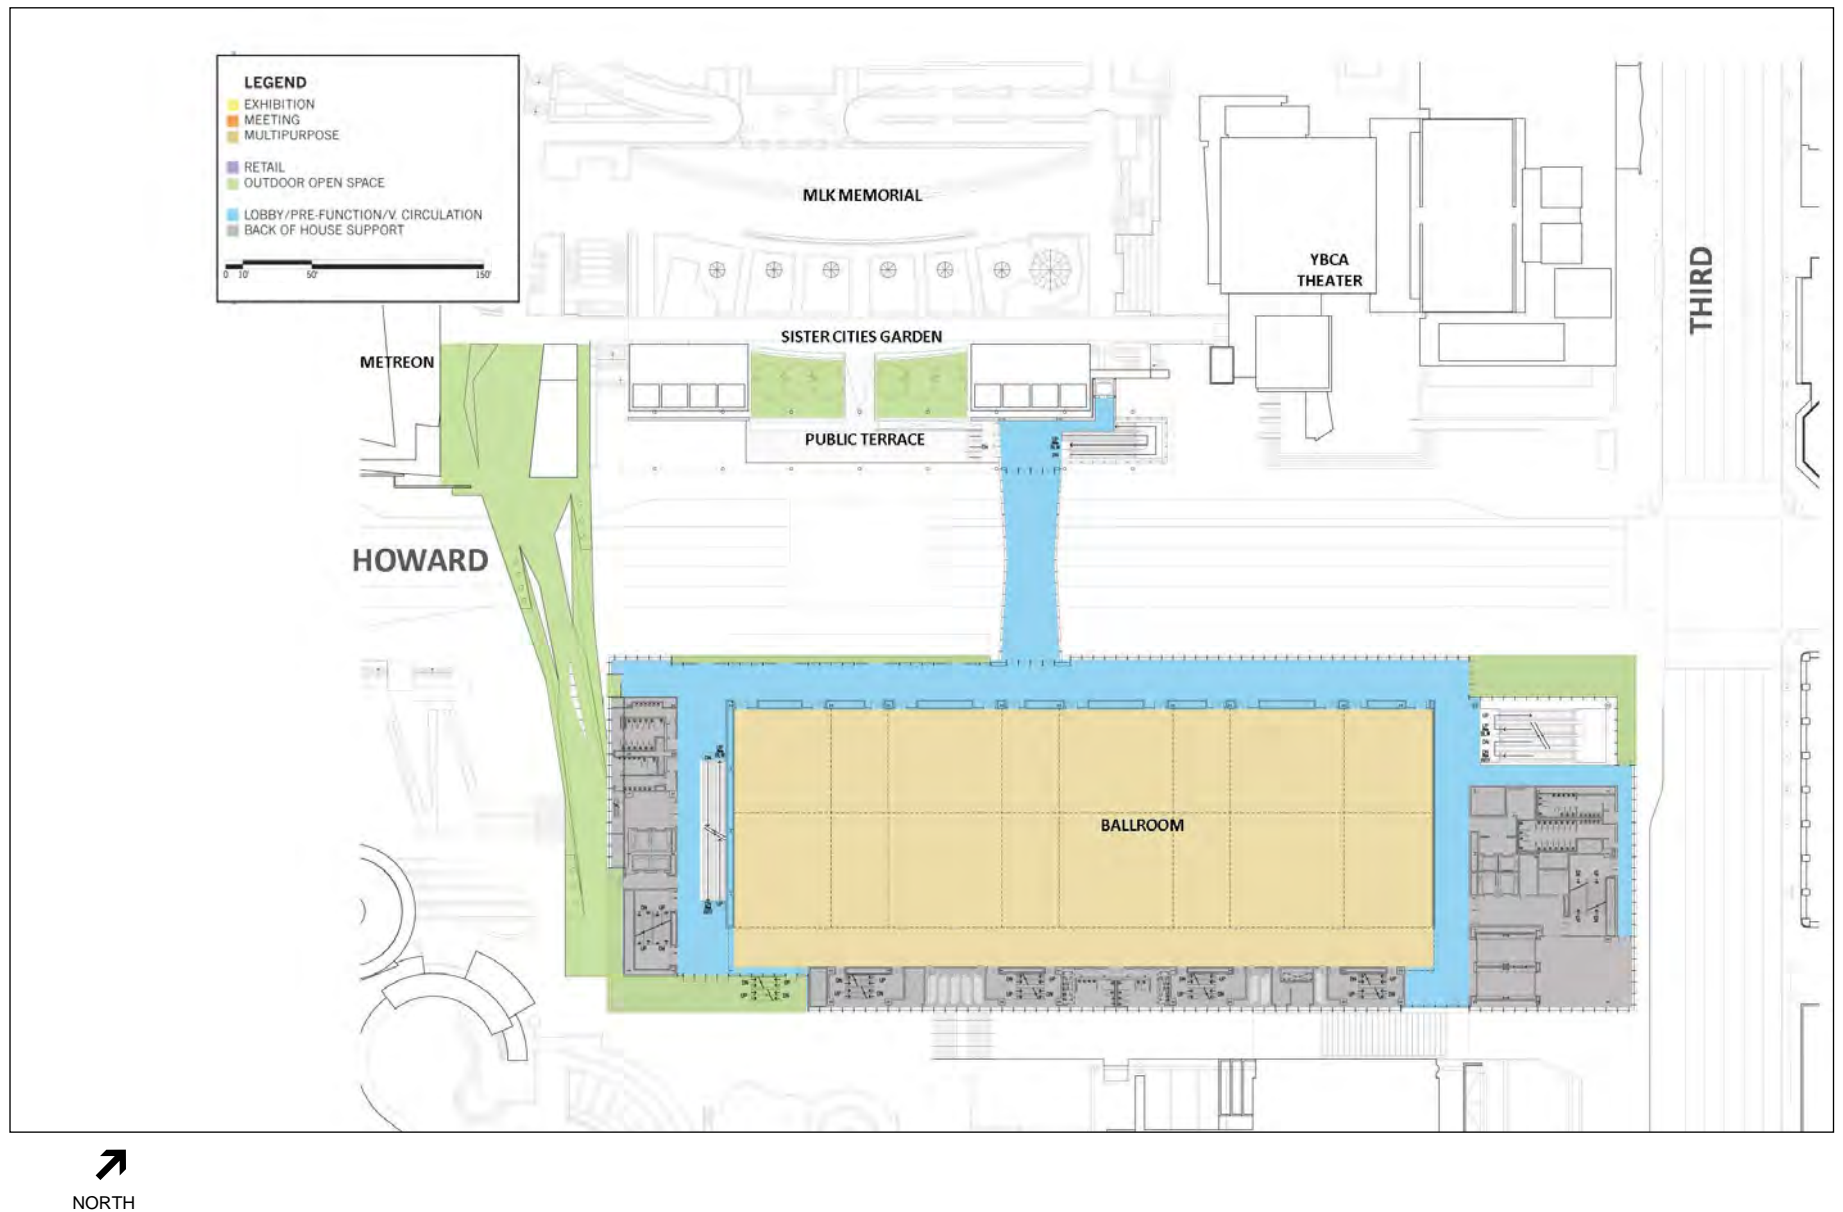 LEGEND
EXHIBITION
MEETING
MULTIPURPOSE
RETAIL
OUTDOOR OPEN SPACE
LOBBY/PRE-FUNCTION/V. CIRCULATION
BACK OF HOUSE SUPPORT
0 10' 50' 150'
MLK MEMORIAL
YBCA
THEATER
THIRD
SISTER CITIES GARDEN
METREON
PUBLIC TERRACE
HOWARD
BALLROOM
NORTH